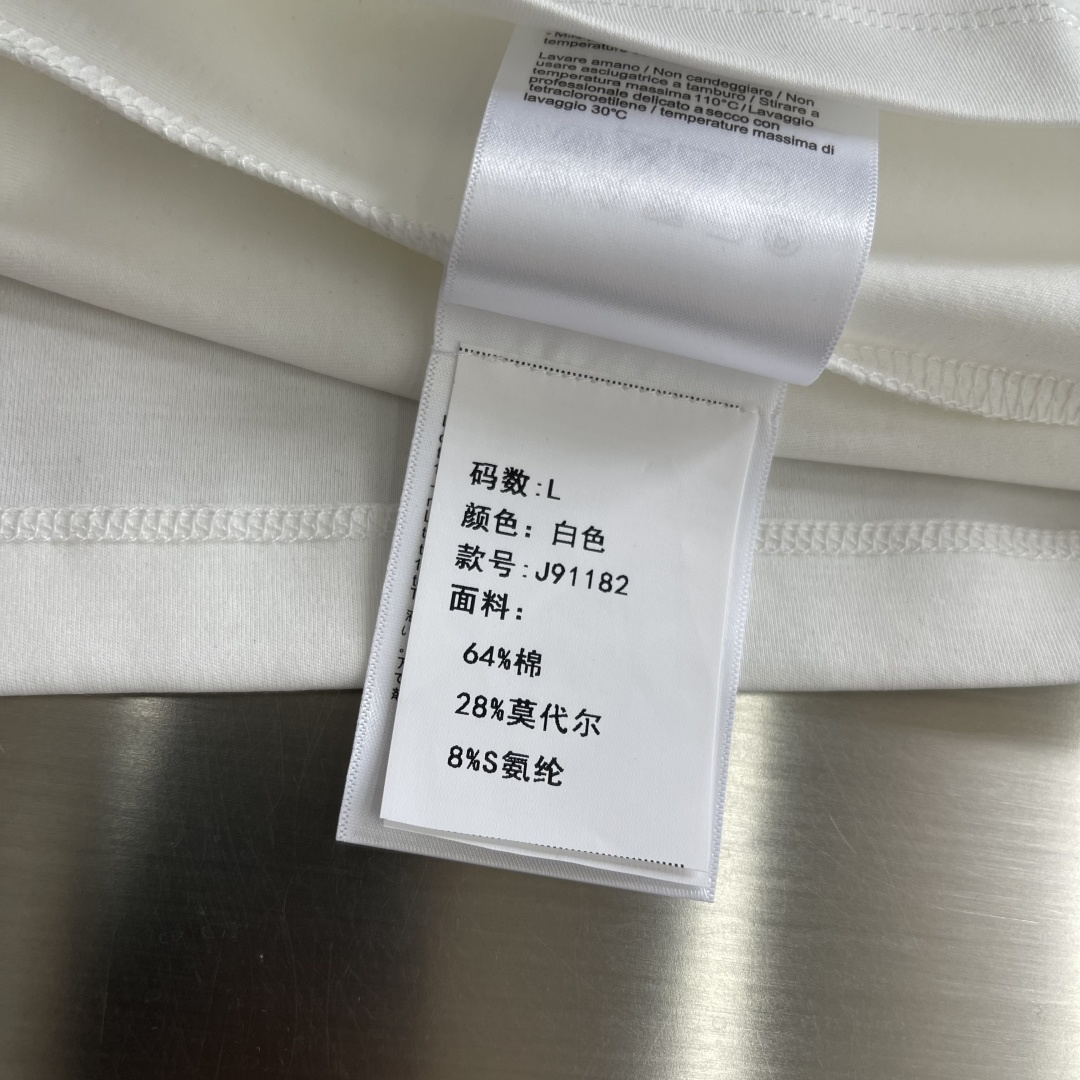 temperature
Lavare amano / Non candeggiare / Non
usare asciugatrice a tamburo / Stirare a
temperatura massima 110°C / Lavaggio
professionale delicato a secco con
tetracloroetilene / temperature massima di
lavaggio 30°C
码数:L
颜色：白色
款号:J91182
面料：
64%棉
28%莫代尔
8%S氨纶